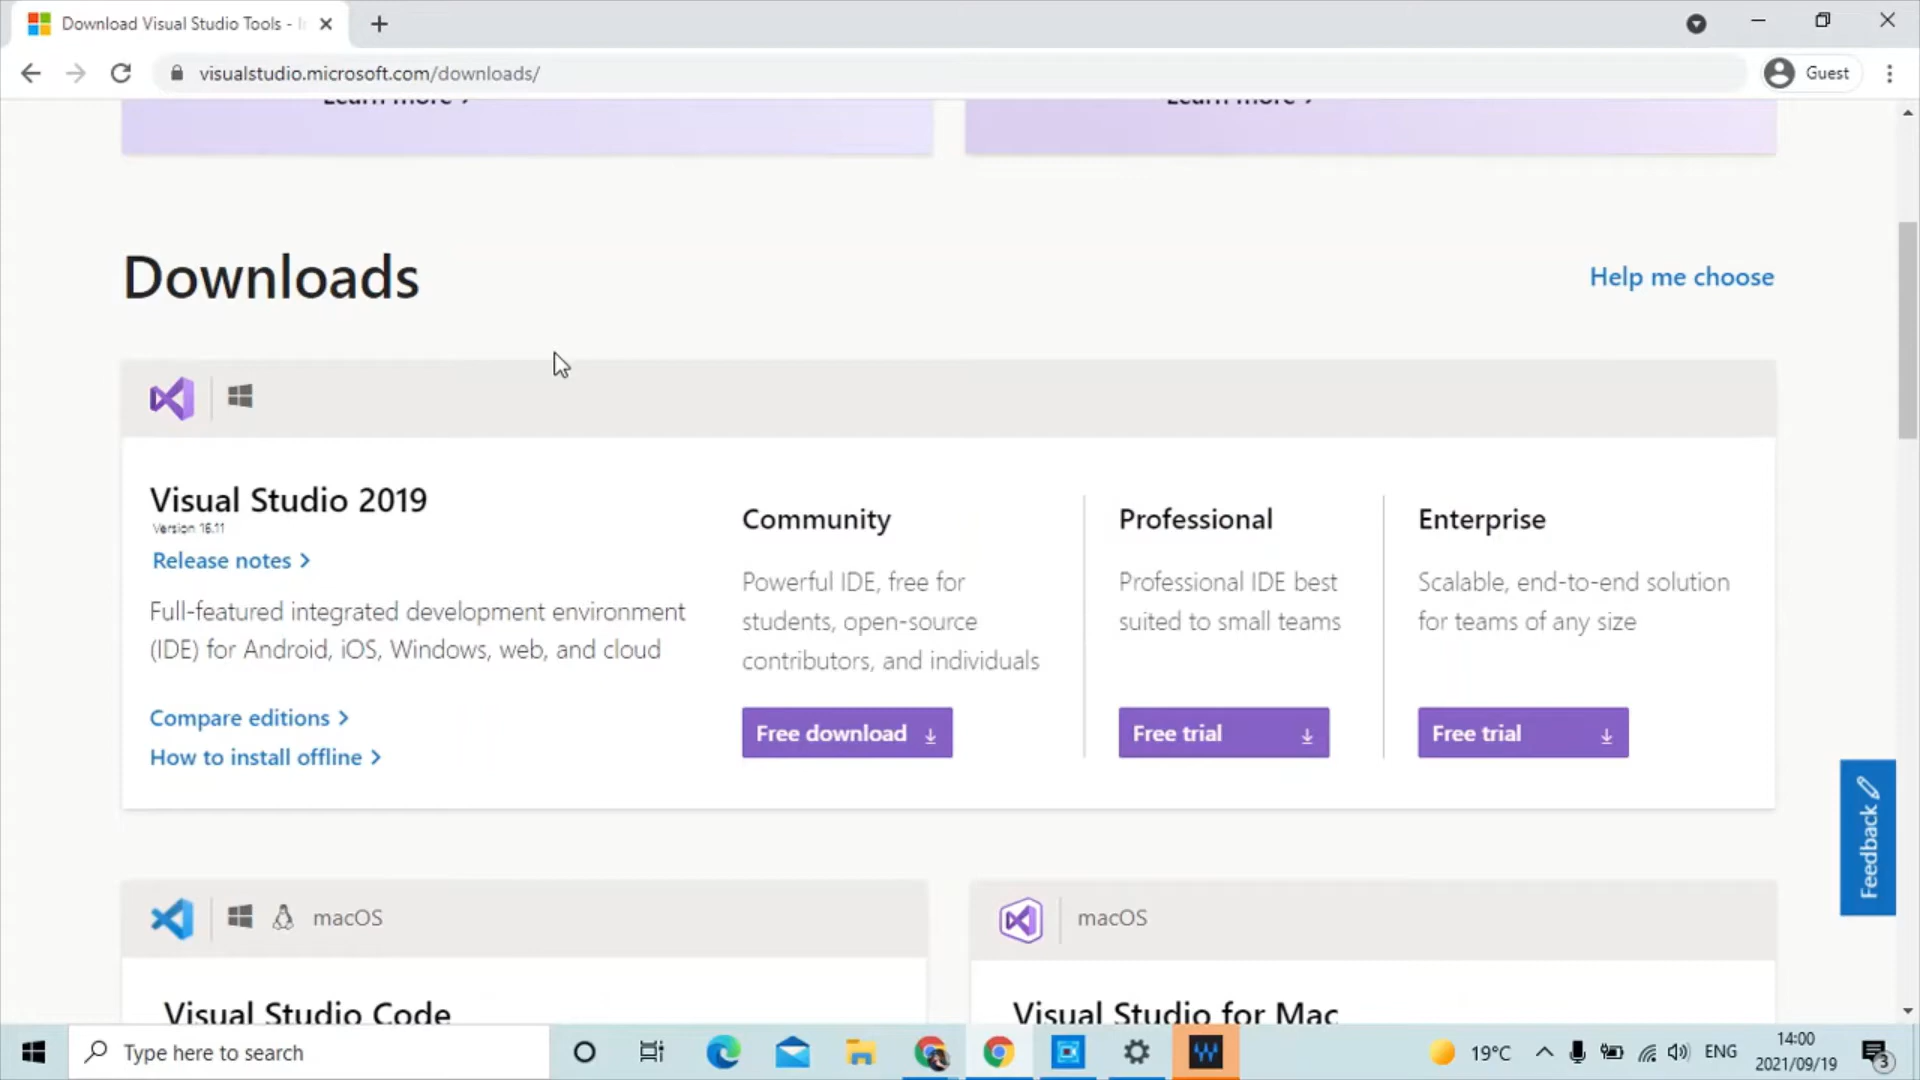 Download Visual Studio Tools - I
visualstudio.microsoft.com/downloads/
Guest
Learn more >
Learn more >
Downloads
Help me choose
Visual Studio 2019
Version 16.11
Release notes >
Full-featured integrated development environment
(IDE) for Android, iOS, Windows, web, and cloud
Compare editions >
How to install offline >
Community
Powerful IDE, free for
students, open-source
contributors, and individuals
Free download
Professional
Professional IDE best
suited to small teams
Free trial
Enterprise
Scalable, end-to-end solution
for teams of any size
Free trial
Feedback
macOS
Visual Studio Code
macOS
Visual Studio for Mac
Type here to search
19°C
ENG
14:00
2021/09/19
3